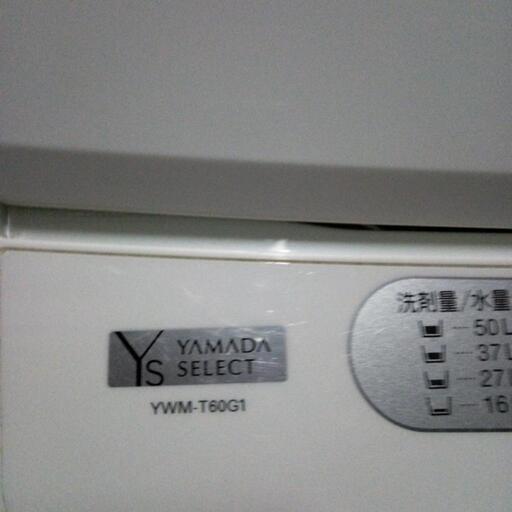 YS YAMADA
SELECT
YWM-T60G1
洗剤量/水量
50L
37L
27
16